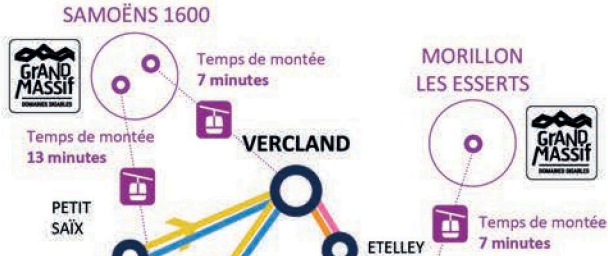 SAMOËNS 1600
GRAND
MASSIF
DOMAINES SKIABLES
Temps de montée
7 minutes
MORILLON
LES ESSERTS
GRAND
MASSIF
DOMAINES SKIABLES
Temps de montée
13 minutes
VERCLAND
PETIT
SAÏX
ETELLEY
Temps de montée
7 minutes